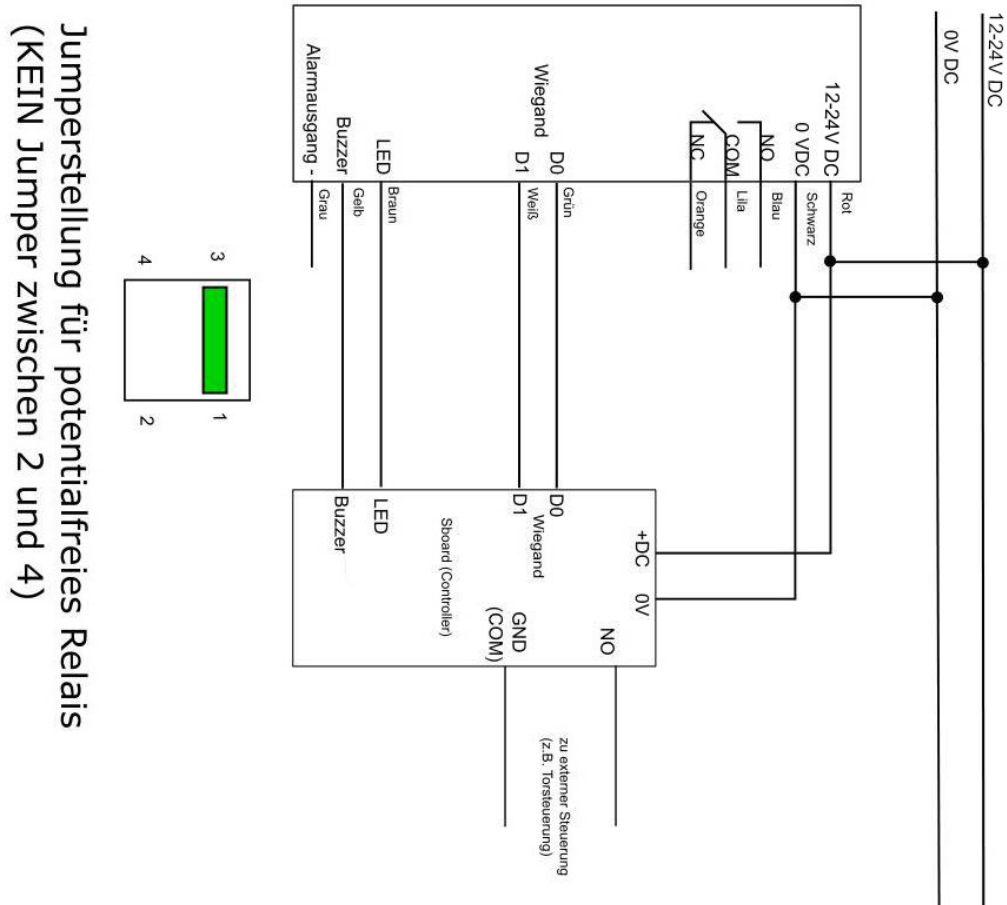 12-24V DC
0V DC
12-24V DC
Rot
0 VDC
Schwarz
NO
Blau
COM
Lila
NC
Orange
Wiegand
D0
Grün
D1
Weiß
LED
Braun
Buzzer
Gelb
Alarmausgang -
Grau
+DC
0V
NO
D0
Wiegand
D1
GND
(COM)
Sboard (Controller)
LED
Buzzer
zu externer Steuerung
(z.B. Torsteuerung)
3
1
4
2
Jumperstellung für potentialfreies Relais
(KEIN Jumper zwischen 2 und 4)